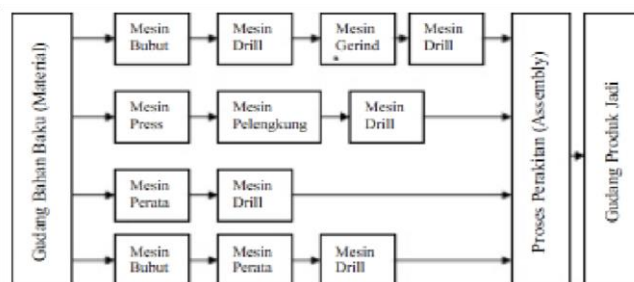 Gudang Bahan Baku (Material)
Mesin
Bubut
Mesin
Drill
Mesin
Gerind
Mesin
Drill
Mesin
Press
Mesin
Pelengkung
Mesin
Drill
Mesin
Perata
Mesin
Drill
Mesin
Bubut
Mesin
Perata
Mesin
Drill
Proses Perakitan (Assembly)
Gudang Produk Jadi